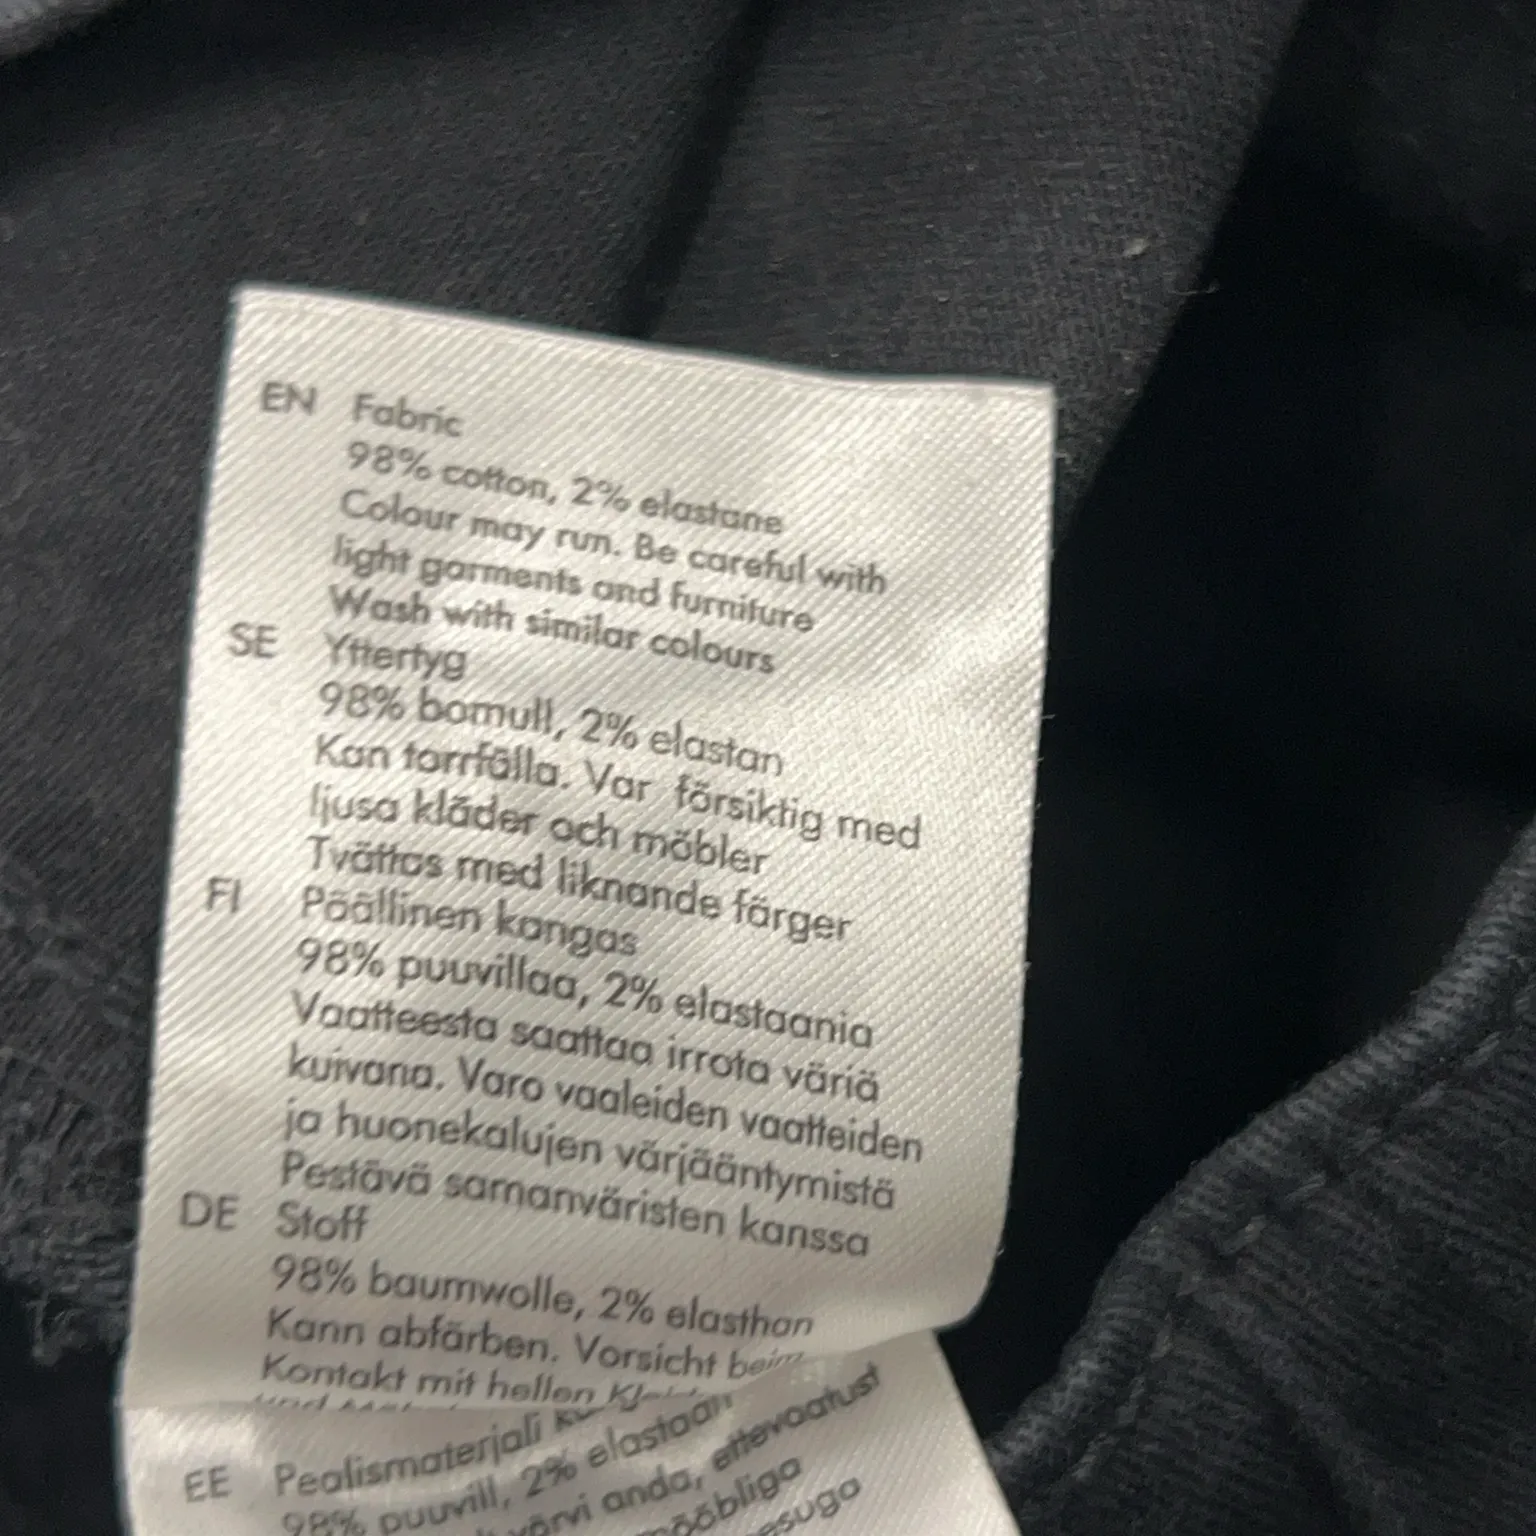 EN Fabric
98% cotton, 2% elastane
Colour may run. Be careful with
light garments and furniture
Wash with similar colours
SE Yttertyg
98% bomull, 2% elastan
Kan torrfälla. Var försiktig med
ljusa kläder och möbler
Tvättas med liknande färger
FI Päällinen kangas
98% puuvillaa, 2% elastaania
Vaatteesta saattaa irrota väriä
kuivana. Varo vaaleiden vaatteiden
ja huonekalujen värjääntymistä
Pestävä samanväristen kanssa
DE Stoff
98% baumwolle, 2% elasthan
Kann abfärben. Vorsicht beim
Kontakt mit hellen
und
EE Pealismaterjali
98% puuvill, 2% elastaan
värvi anda, ettevaatust